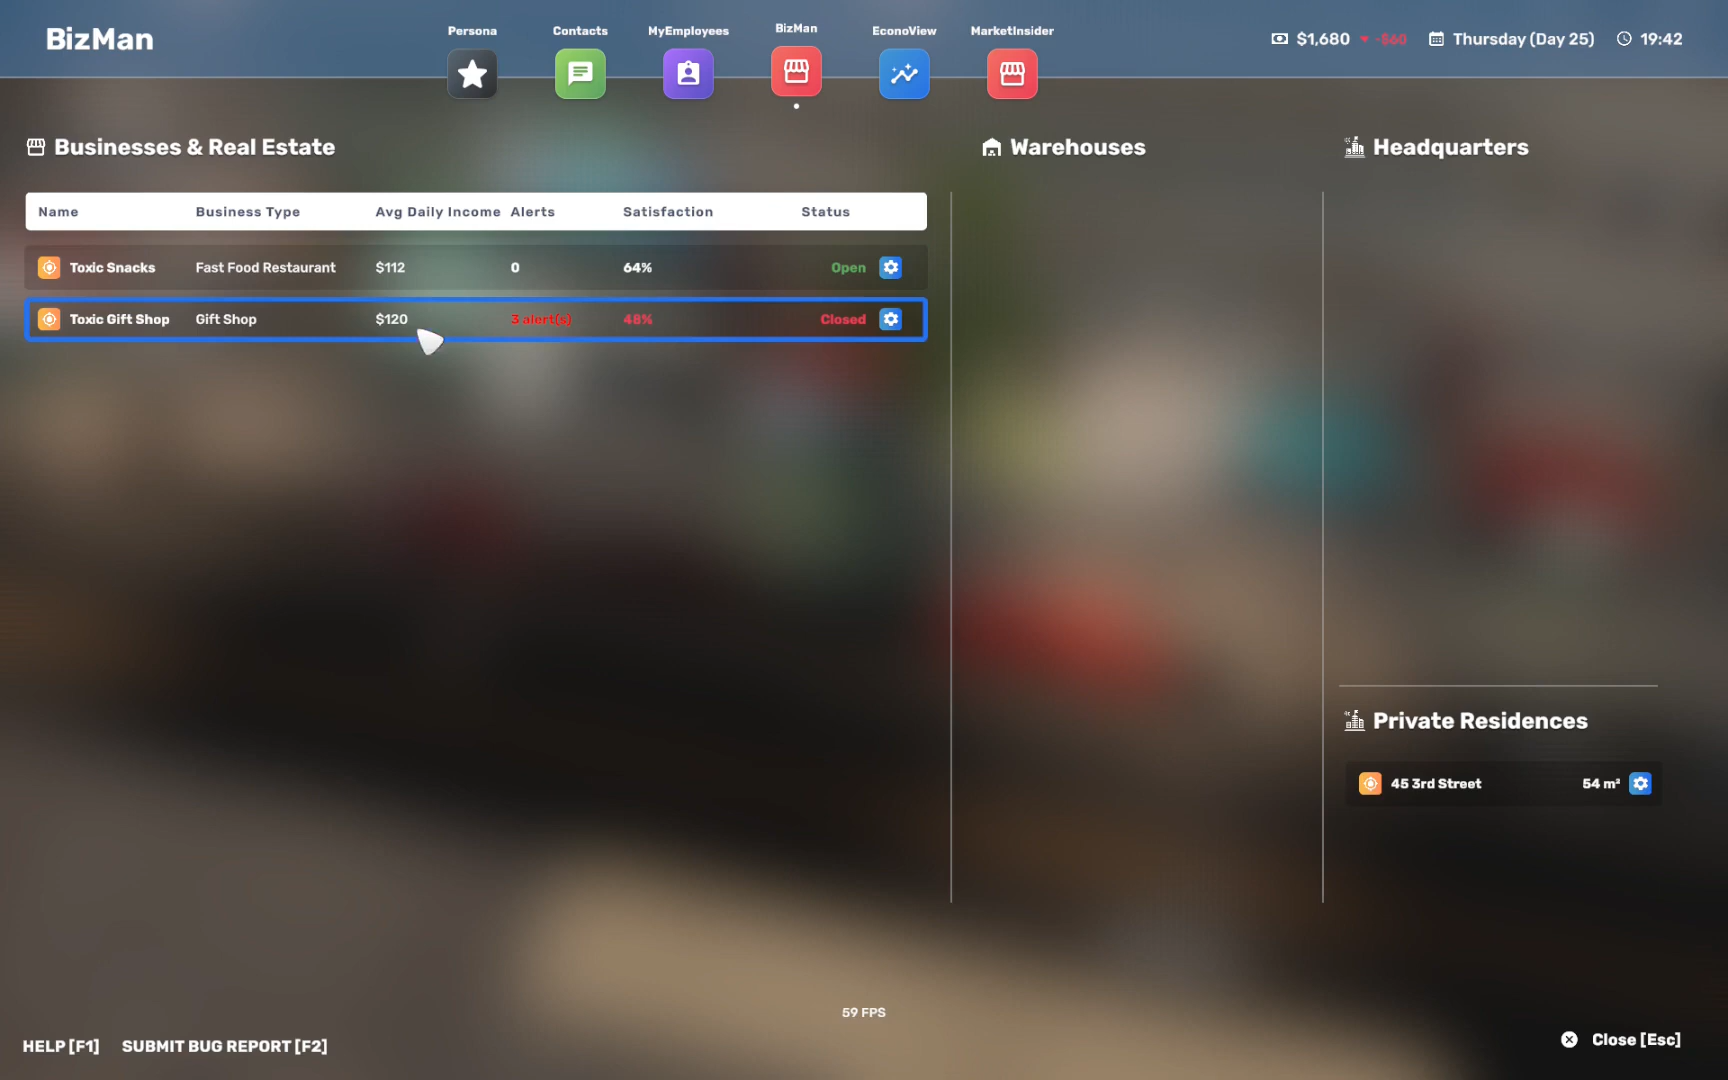 BizMan
Persona
Contacts
MyEmployees
BizMan
EconoView
MarketInsider
$1,680 -$60 Thursday (Day 25) 19:42
Businesses & Real Estate
Name Business Type Avg Daily Income Alerts Satisfaction Status
Toxic Snacks Fast Food Restaurant $112 0 64% Open
Toxic Gift Shop Gift Shop $120 3 alert(s) 48% Closed
Warehouses
Headquarters
Private Residences
45 3rd Street 54 m²
59 FPS
HELP [F1] SUBMIT BUG REPORT [F2]
Close [Esc]